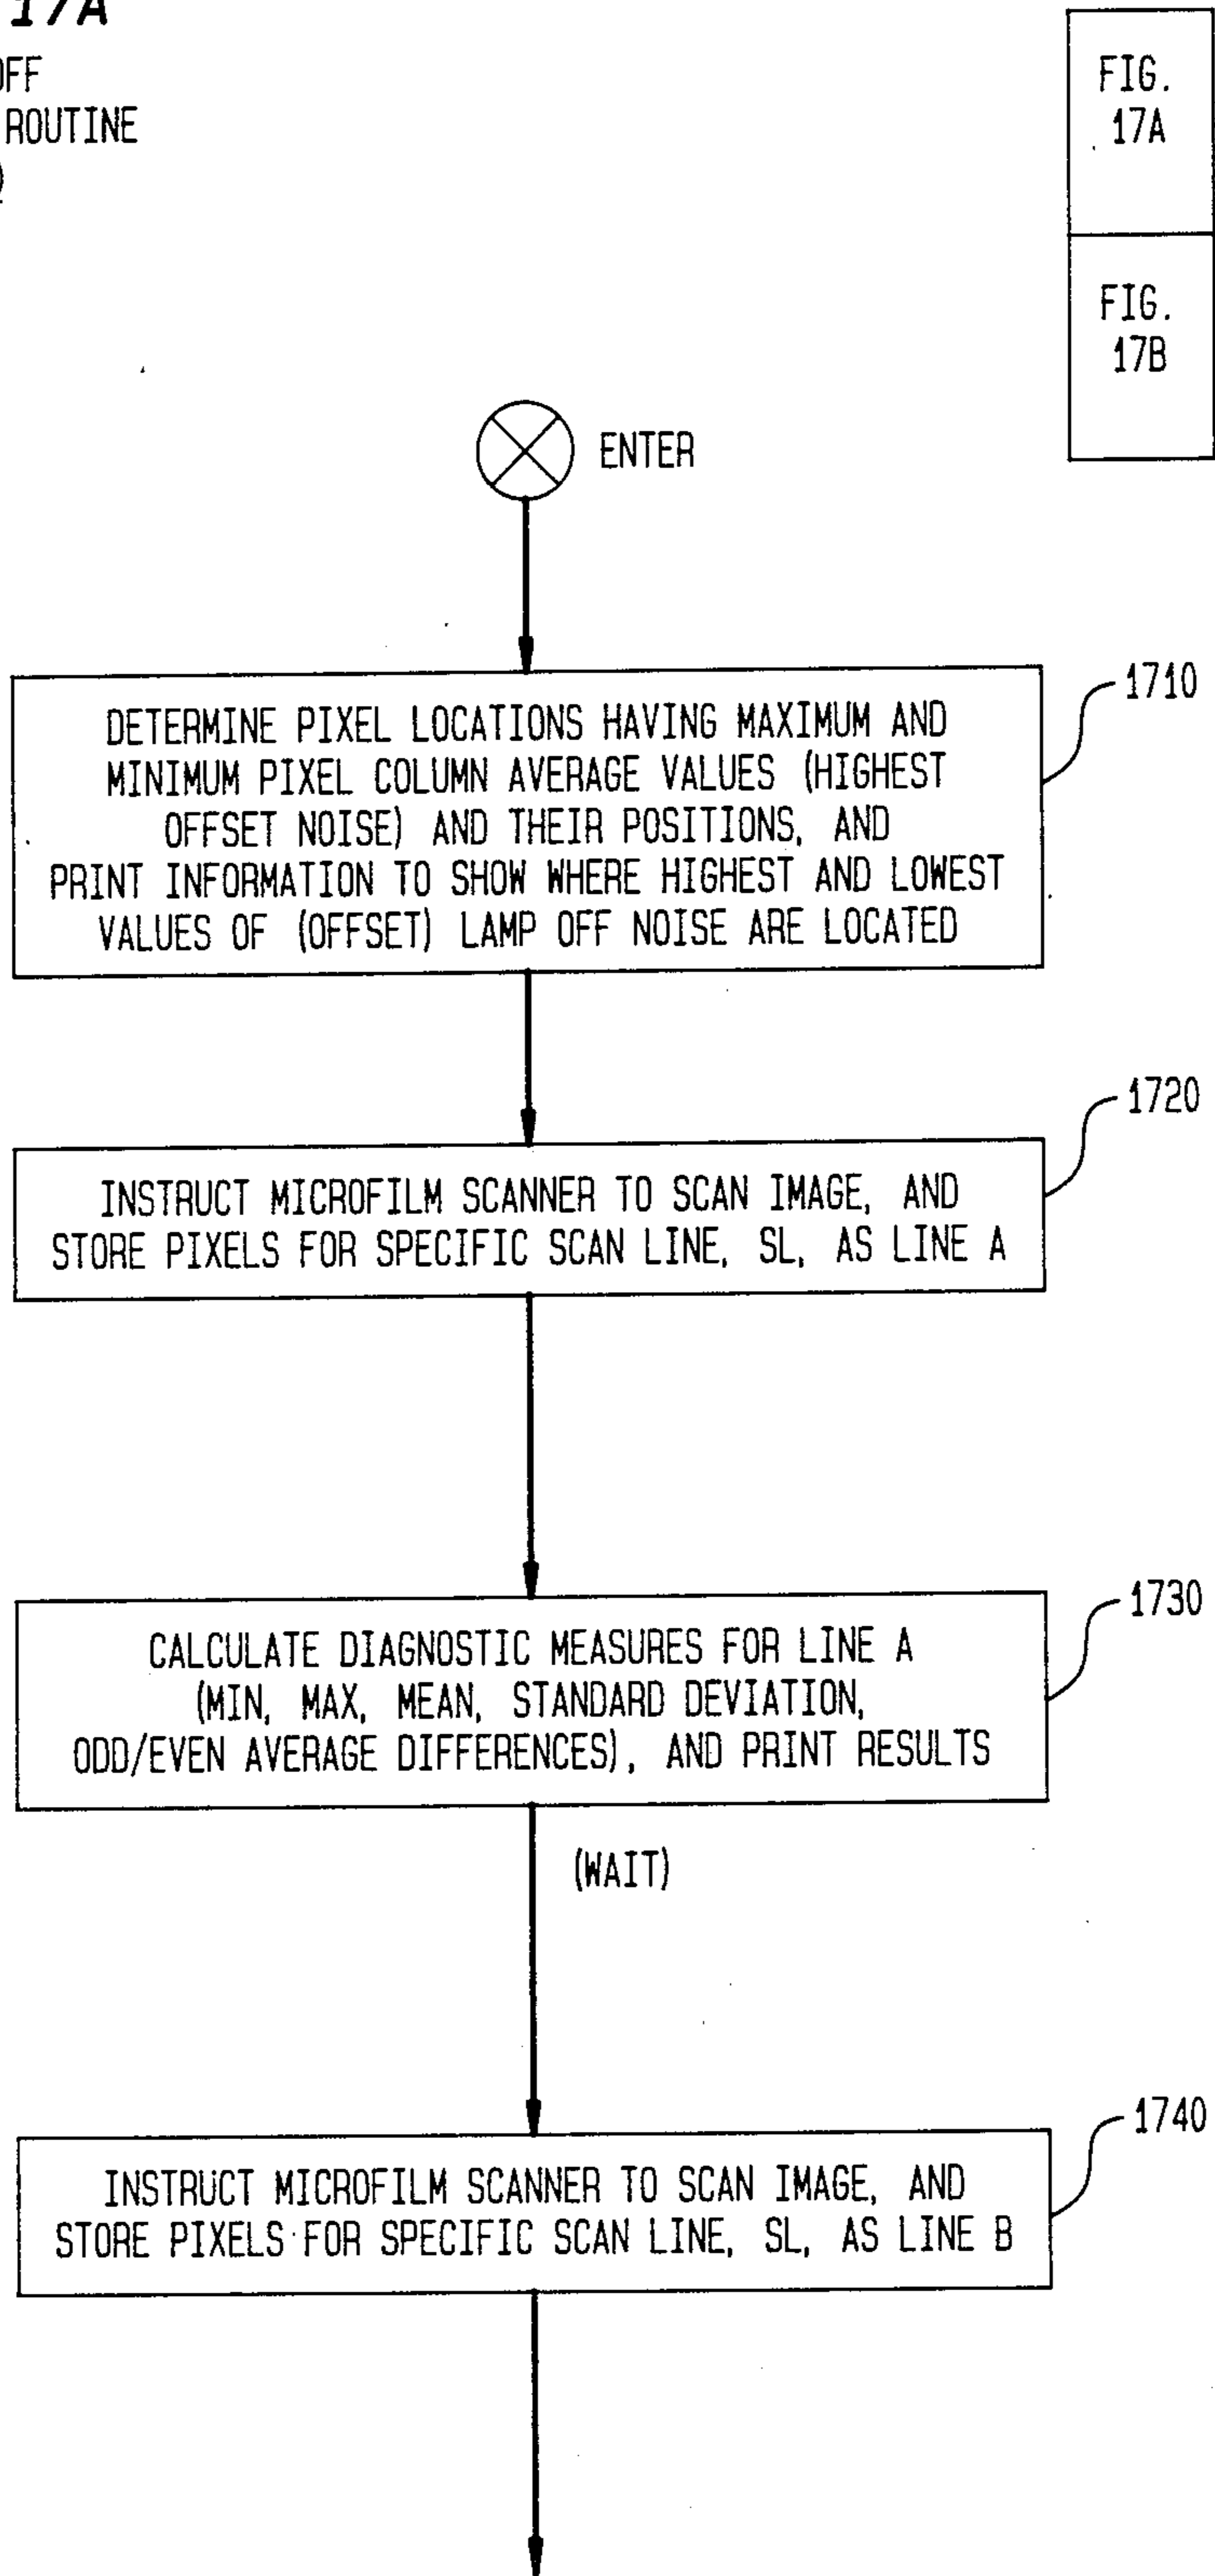 17A
OFF
ROUTINE
FIG.
17A
FIG.
17B
ENTER
1710
DETERMINE PIXEL LOCATIONS HAVING MAXIMUM AND
MINIMUM PIXEL COLUMN AVERAGE VALUES (HIGHEST
OFFSET NOISE) AND THEIR POSITIONS, AND
PRINT INFORMATION TO SHOW WHERE HIGHEST AND LOWEST
VALUES OF (OFFSET) LAMP OFF NOISE ARE LOCATED
1720
INSTRUCT MICROFILM SCANNER TO SCAN IMAGE, AND
STORE PIXELS FOR SPECIFIC SCAN LINE, SL, AS LINE A
1730
CALCULATE DIAGNOSTIC MEASURES FOR LINE A
(MIN, MAX, MEAN, STANDARD DEVIATION,
ODD/EVEN AVERAGE DIFFERENCES), AND PRINT RESULTS
(WAIT)
1740
INSTRUCT MICROFILM SCANNER TO SCAN IMAGE, AND
STORE PIXELS FOR SPECIFIC SCAN LINE, SL, AS LINE B